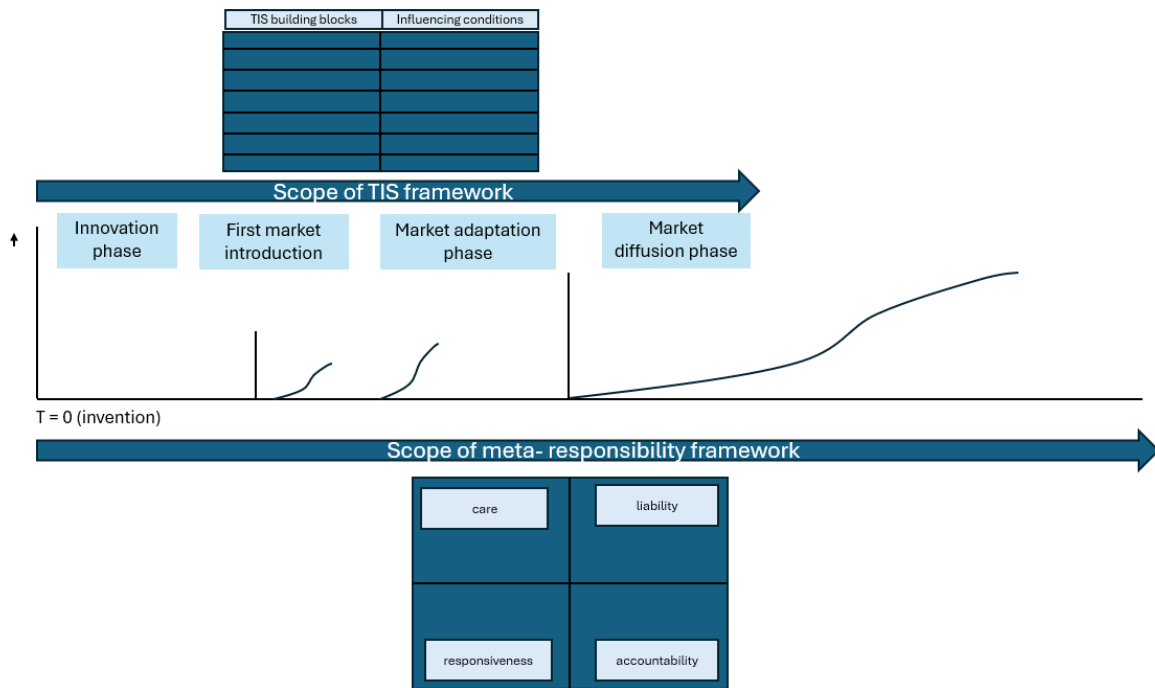 TIS building blocks
Influencing conditions
Scope of TIS framework
Innovation
phase
First market
introduction
Market adaptation
phase
Market
diffusion phase
T = 0 (invention)
Scope of meta- responsibility framework
care
liability
responsiveness
accountability